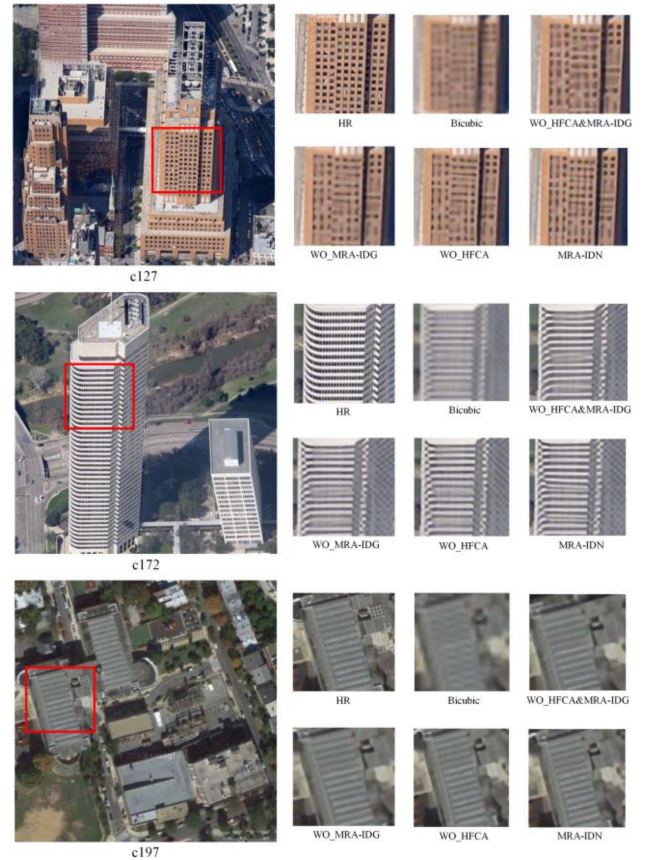 HR
Bicubic
WO_HFCA&MRA-IDG
WO_MRA-IDG
WO_HFCA
MRA-IDN
c127
HR
Bicubic
WO_HFCA&MRA-IDG
WO_MRA-IDG
WO_HFCA
MRA-IDN
c172
HR
Bicubic
WO_HFCA&MRA-IDG
WO_MRA-IDG
WO_HFCA
MRA-IDN
c197